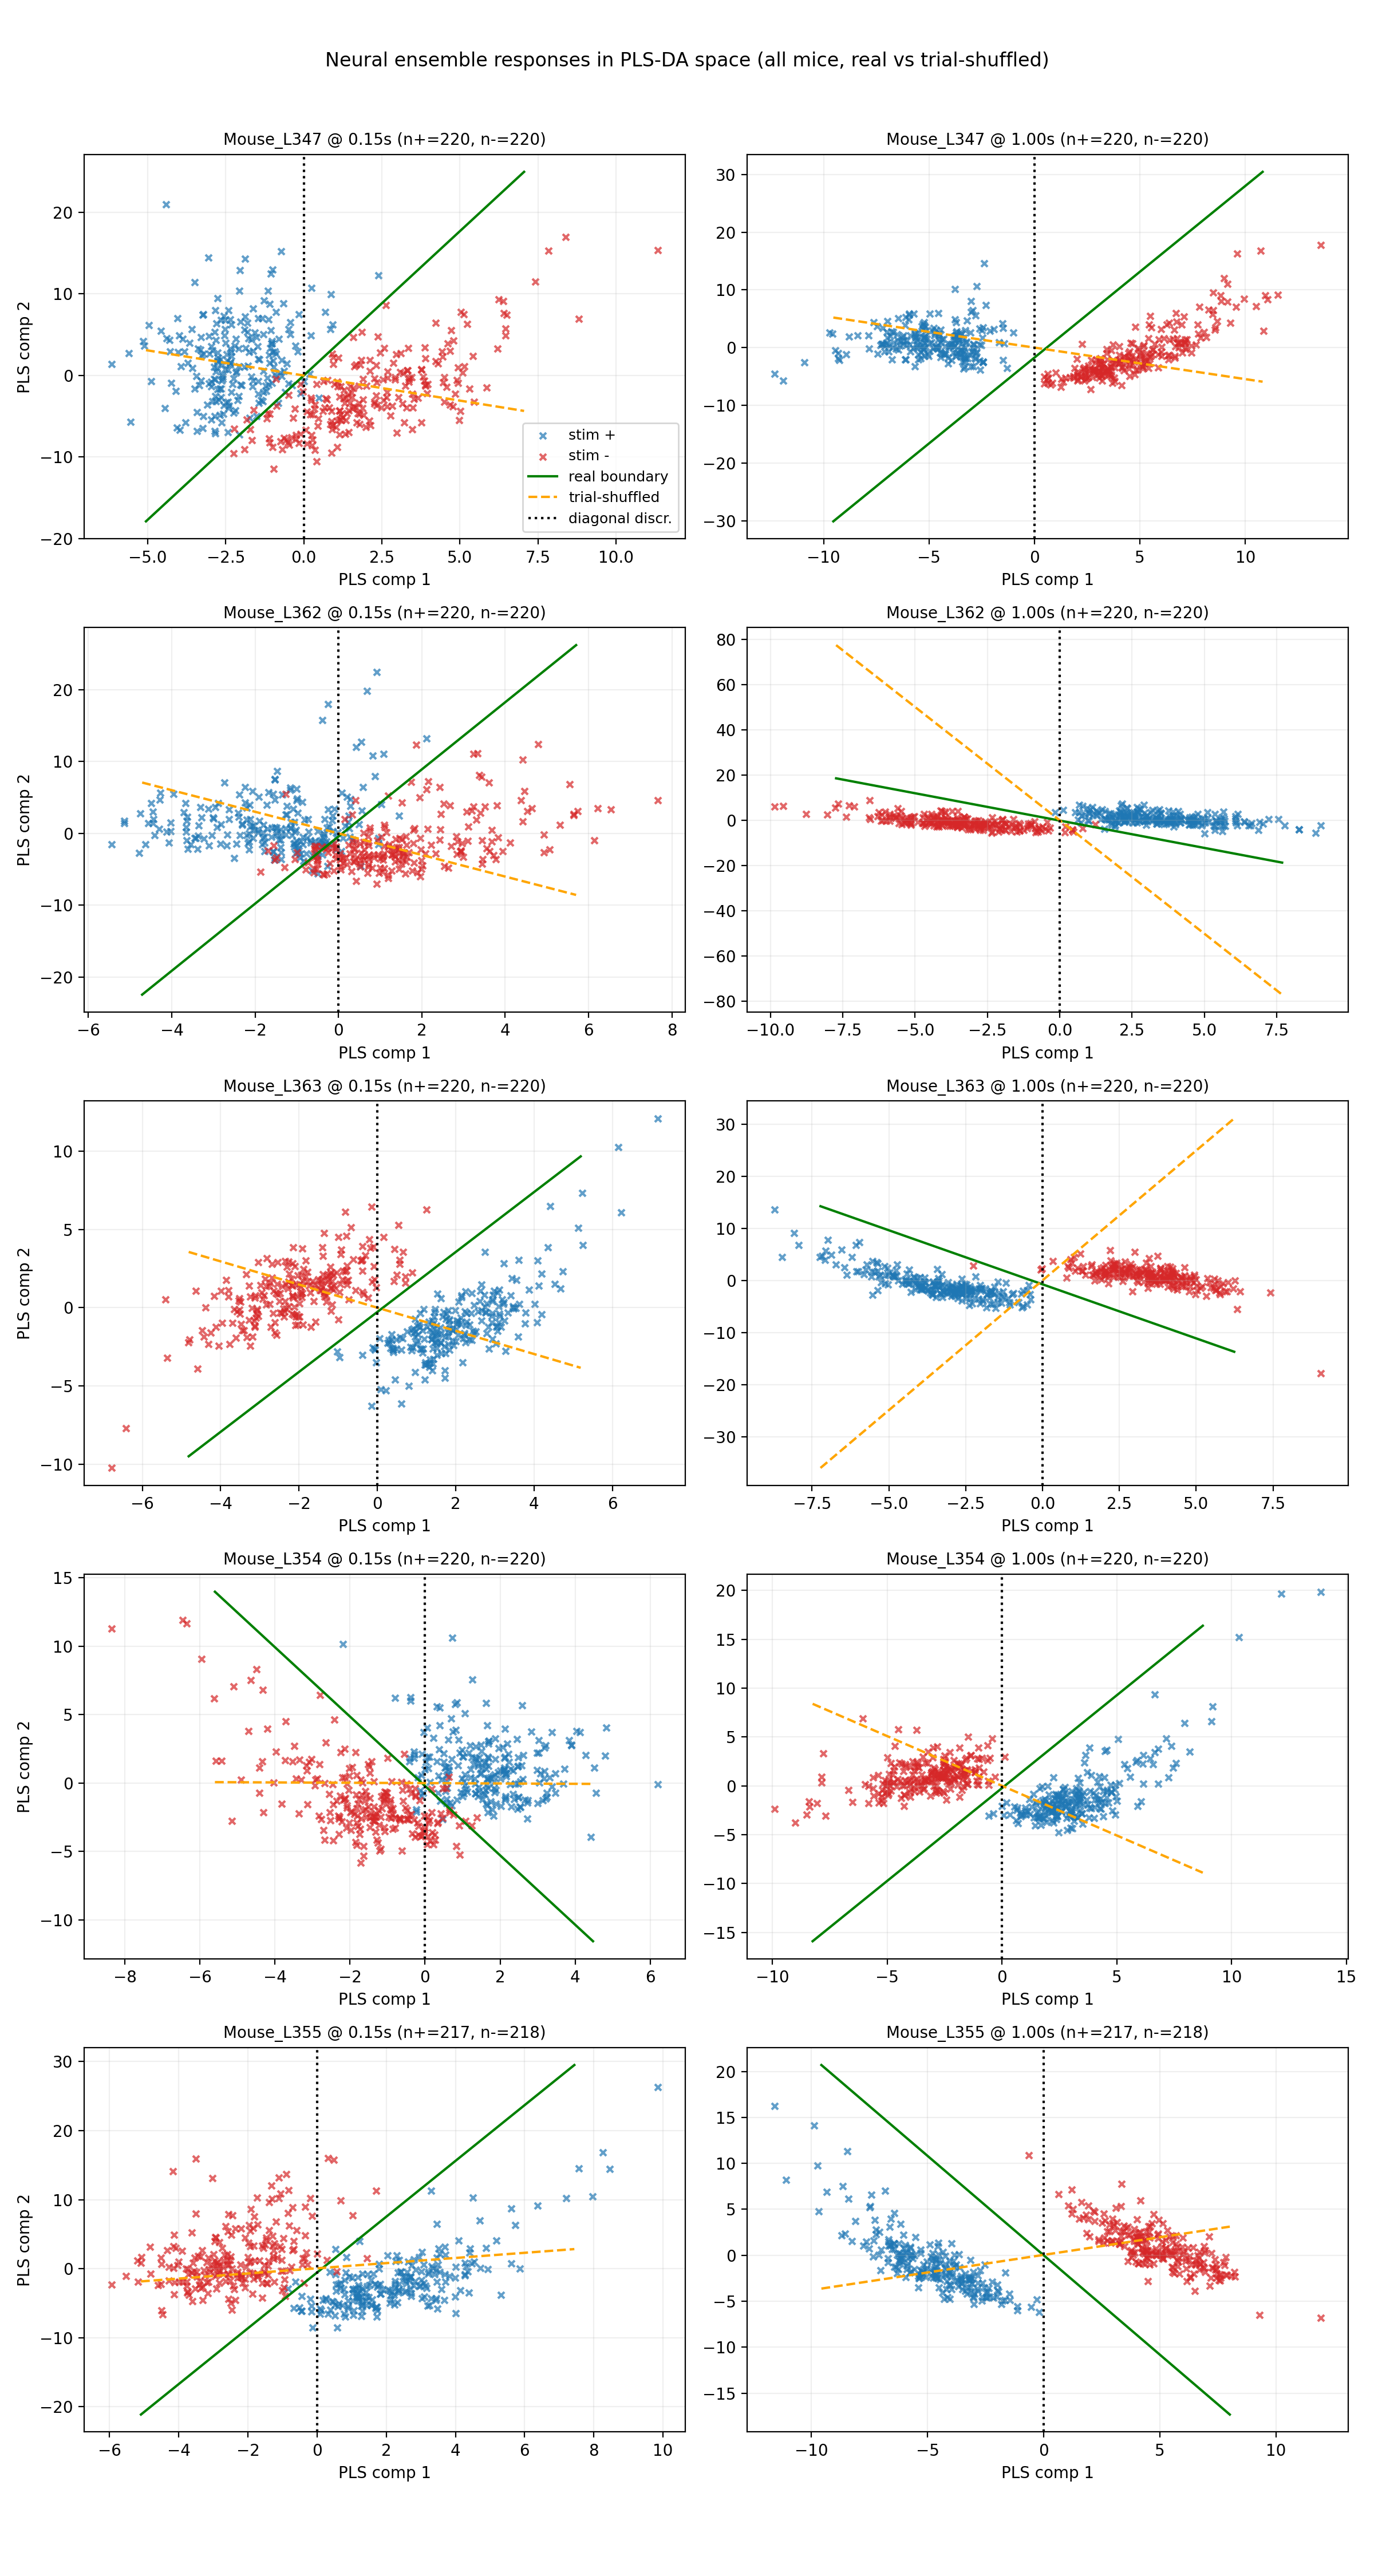 Neural ensemble responses in PLS-DA space (all mice, real vs trial-shuffled)
Mouse_L347 @ 0.15s (n+=220, n-=220)
20
10
0
−10
−20
PLS comp 2
stim +
stim -
real boundary
trial-shuffled
diagonal discr.
−5.0 −2.5 0.0 2.5 5.0 7.5 10.0
PLS comp 1
Mouse_L347 @ 1.00s (n+=220, n-=220)
30
20
10
0
−10
−20
−30
−10 −5 0 5 10
PLS comp 1
Mouse_L362 @ 0.15s (n+=220, n-=220)
20
10
0
−10
−20
PLS comp 2
−6 −4 −2 0 2 4 6 8
PLS comp 1
Mouse_L362 @ 1.00s (n+=220, n-=220)
80
60
40
20
0
−20
−40
−60
−80
−10.0 −7.5 −5.0 −2.5 0.0 2.5 5.0 7.5
PLS comp 1
Mouse_L363 @ 0.15s (n+=220, n-=220)
10
5
0
−5
−10
PLS comp 2
−6 −4 −2 0 2 4 6
PLS comp 1
Mouse_L363 @ 1.00s (n+=220, n-=220)
30
20
10
0
−10
−20
−30
−7.5 −5.0 −2.5 0.0 2.5 5.0 7.5
PLS comp 1
Mouse_L354 @ 0.15s (n+=220, n-=220)
15
10
5
0
−5
−10
PLS comp 2
−8 −6 −4 −2 0 2 4 6
PLS comp 1
Mouse_L354 @ 1.00s (n+=220, n-=220)
20
15
10
5
0
−5
−10
−15
−10 −5 0 5 10 15
PLS comp 1
Mouse_L355 @ 0.15s (n+=217, n-=218)
30
20
10
0
−10
−20
PLS comp 2
−6 −4 −2 0 2 4 6 8 10
PLS comp 1
Mouse_L355 @ 1.00s (n+=217, n-=218)
20
15
10
5
0
−5
−10
−15
−10 −5 0 5 10
PLS comp 1